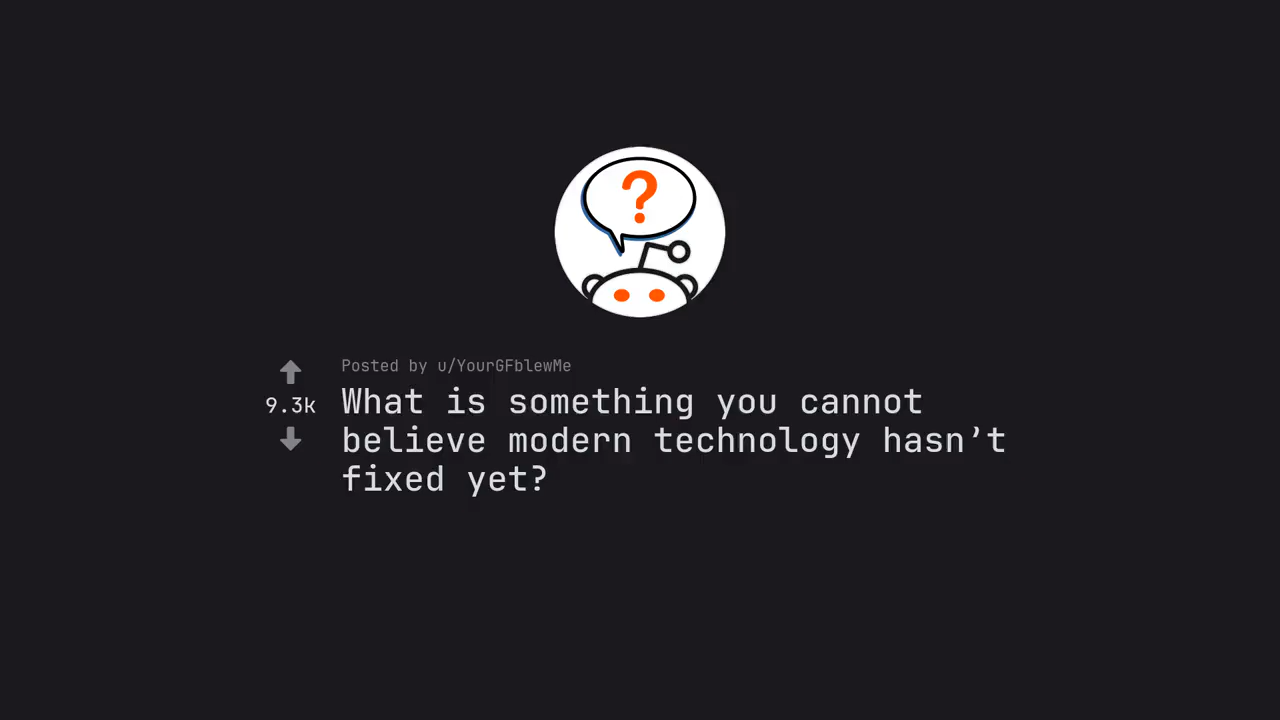 ?
Posted by u/YourGFblewMe
9.3k
What is something you cannot
believe modern technology hasn’t
fixed yet?